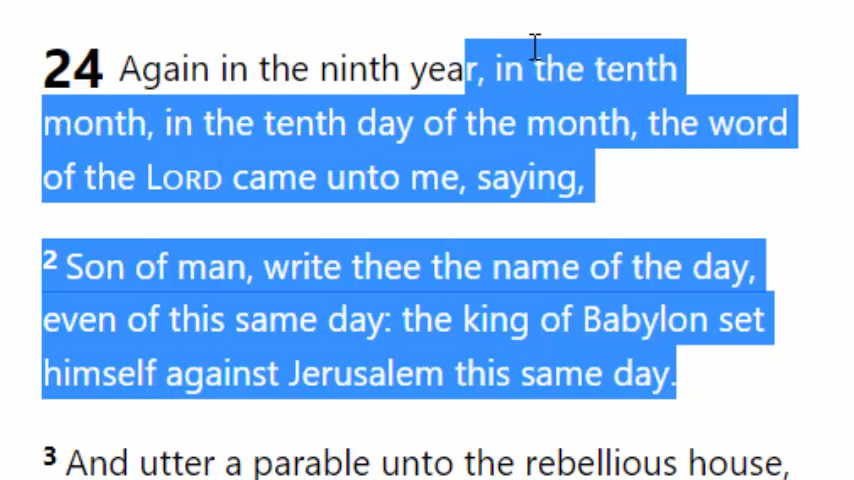 24 Again in the ninth year, in the tenth
month, in the tenth day of the month, the word
of the LORD came unto me, saying,
2 Son of man, write thee the name of the day,
even of this same day: the king of Babylon set
himself against Jerusalem this same day.
3 And utter a parable unto the rebellious house,